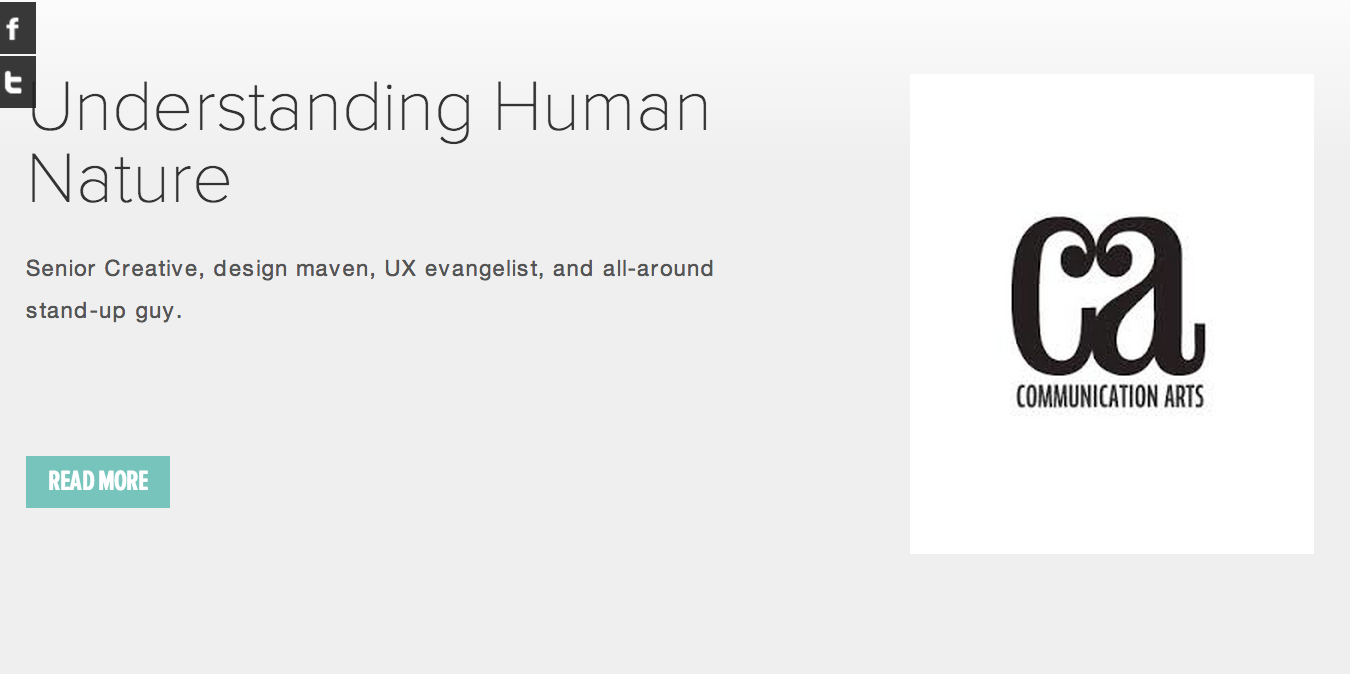 f
t
Understanding Human
Nature
Senior Creative, design maven, UX evangelist, and all-around
stand-up guy.
READ MORE
ca
COMMUNICATION ARTS